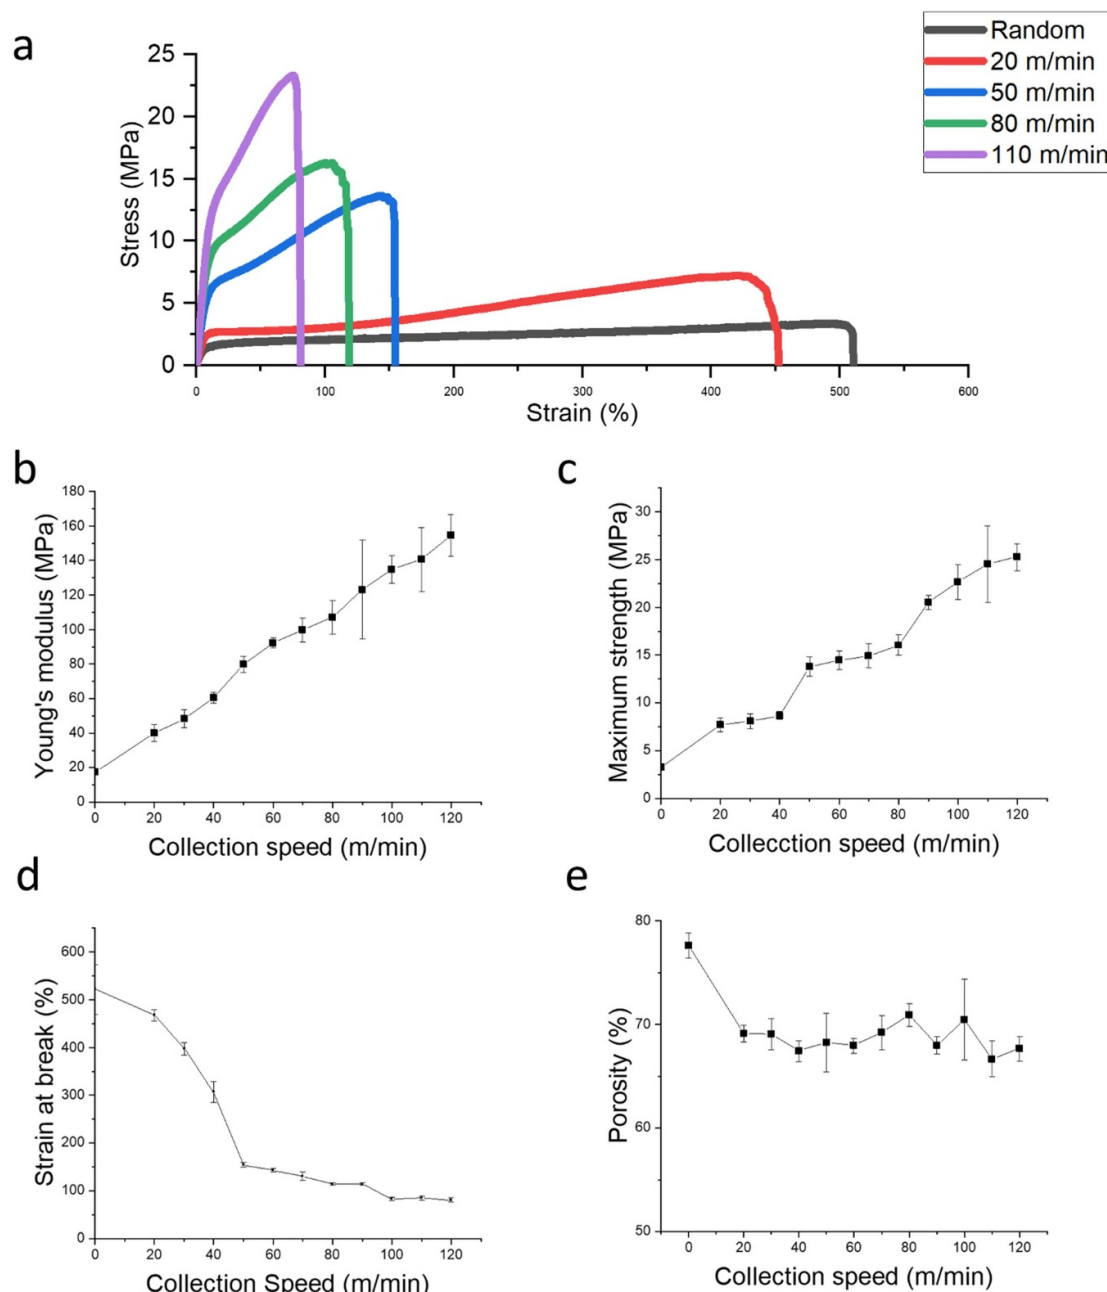 a
Random
20 m/min
50 m/min
80 m/min
110 m/min
Stress (MPa)
25
20
15
10
5
0
0 100 200 300 400 500 600
Strain (%)
b
Young's modulus (MPa)
180
160
140
120
100
80
60
40
20
0
0 20 40 60 80 100 120
Collection speed (m/min)
c
Maximum strength (MPa)
30
25
20
15
10
5
0
0 20 40 60 80 100 120
Collecction speed (m/min)
d
Strain at break (%)
600
500
400
300
200
100
0
0 20 40 60 80 100 120
Collection Speed (m/min)
e
Porosity (%)
80
70
60
50
0 20 40 60 80 100 120
Collection speed (m/min)